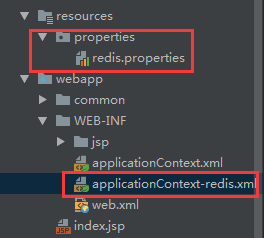 resources
properties
redis.properties
webapp
common
WEB-INF
jsp
applicationContext.xml
applicationContext-redis.xml
web.xml
index.jsp